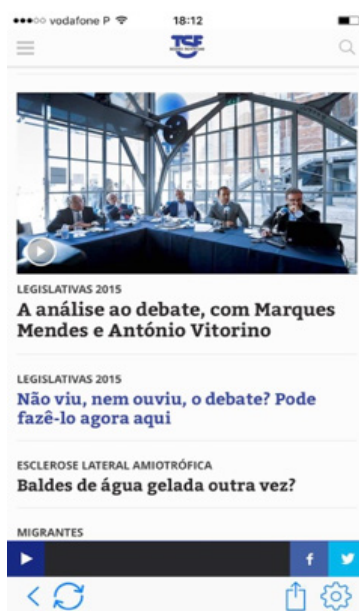 vodafone P 18:12
TSF
LEGISLATIVAS 2015
A análise ao debate, com Marques
Mendes e António Vitorino
LEGISLATIVAS 2015
Não viu, nem ouviu, o debate? Pode
fazê-lo agora aqui
ESCLEROSE LATERAL AMIOTRÓFICA
Baldes de água gelada outra vez?
MIGRANTES